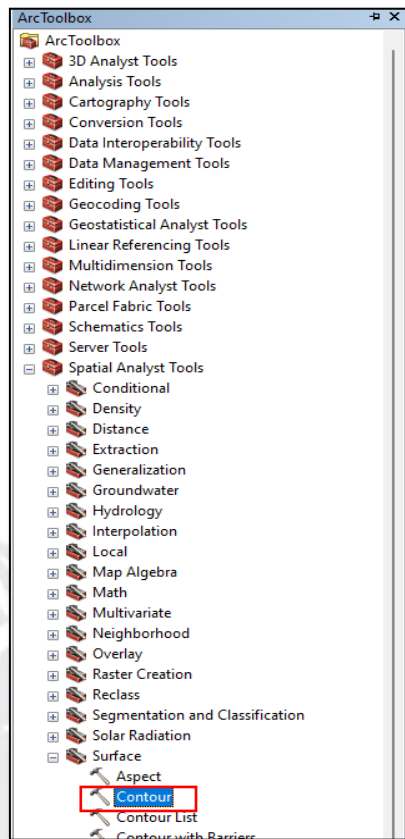 ArcToolbox
ArcToolbox
3D Analyst Tools
Analysis Tools
Cartography Tools
Conversion Tools
Data Interoperability Tools
Data Management Tools
Editing Tools
Geocoding Tools
Geostatistical Analyst Tools
Linear Referencing Tools
Multidimension Tools
Network Analyst Tools
Parcel Fabric Tools
Schematics Tools
Server Tools
Spatial Analyst Tools
Conditional
Density
Distance
Extraction
Generalization
Groundwater
Hydrology
Interpolation
Local
Map Algebra
Math
Multivariate
Neighborhood
Overlay
Raster Creation
Reclass
Segmentation and Classification
Solar Radiation
Surface
Aspect
Contour
Contour List
Contour with Barriers